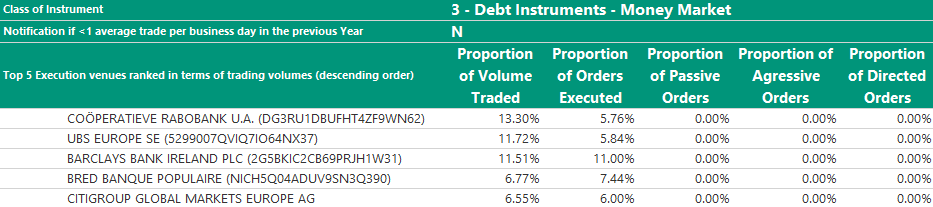 Class of Instrument 3 - Debt Instruments - Money Market
Notification if <1 average trade per business day in the previous Year N
Top 5 Execution venues ranked in terms of trading volumes (descending order) Proportion of Volume Traded Proportion of Orders Executed Proportion of Passive Orders Proportion of Agressive Orders Proportion of Directed Orders
COÖPERATIEVE RABOBANK U.A. (DG3RU1DBUFHT4ZF9WN62) 13.30% 5.76% 0.00% 0.00% 0.00%
UBS EUROPE SE (5299007QVIQ7IO64NX37) 11.72% 5.84% 0.00% 0.00% 0.00%
BARCLAYS BANK IRELAND PLC (2G5BKIC2CB69PRJH1W31) 11.51% 11.00% 0.00% 0.00% 0.00%
BRED BANQUE POPULAIRE (NICH5Q04ADUV9SN3Q390) 6.77% 7.44% 0.00% 0.00% 0.00%
CITIGROUP GLOBAL MARKETS EUROPE AG 6.55% 6.00% 0.00% 0.00% 0.00%